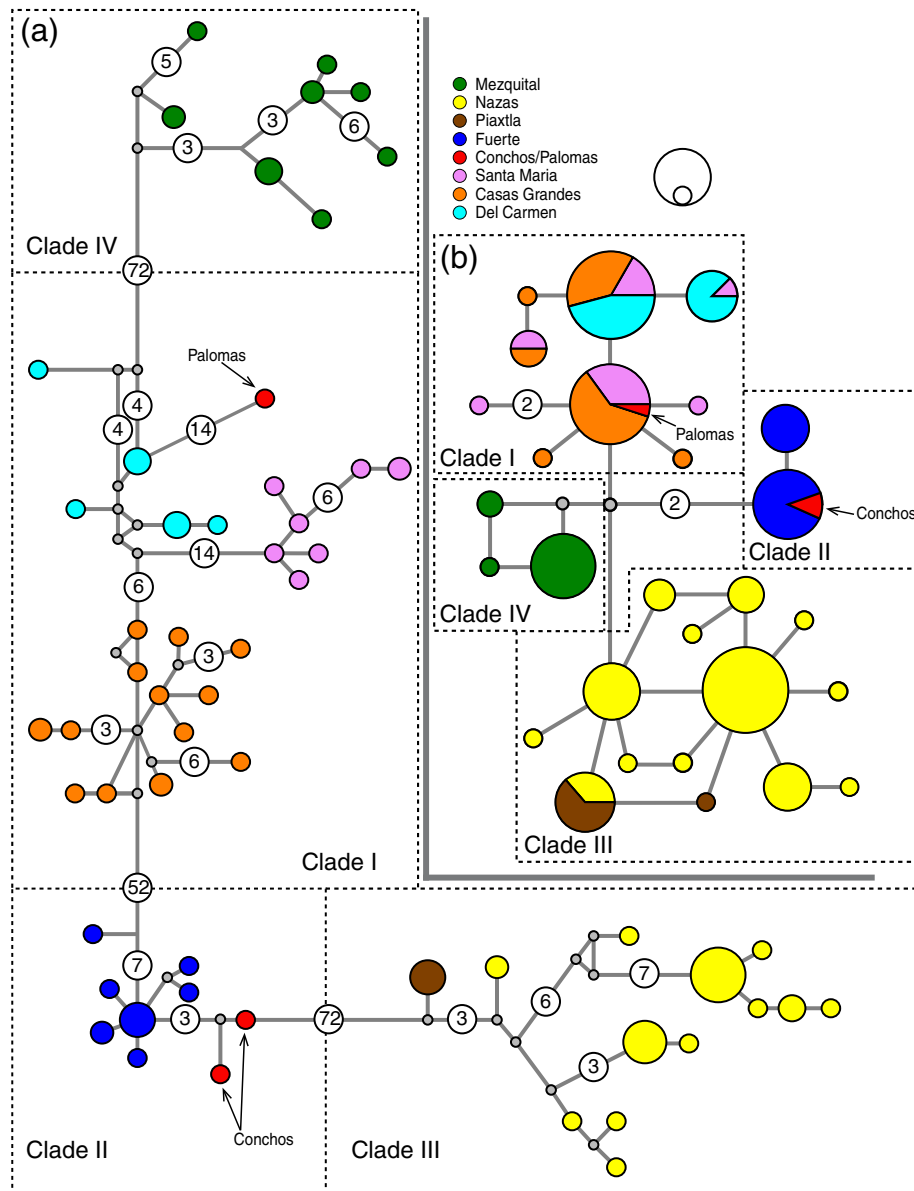 (a)
5
3
3
6
Clade IV
72
Mezquital
Nazas
Piaxtla
Fuerte
Conchos/Palomas
Santa Maria
Casas Grandes
Del Carmen
(b)
2
Palomas
Clade I
2
Conchos
Clade II
Clade IV
Clade III
Palomas
4
4
14
6
14
6
3
3
6
Clade I
52
7
3
72
Conchos
Clade II
3
6
7
3
Clade III